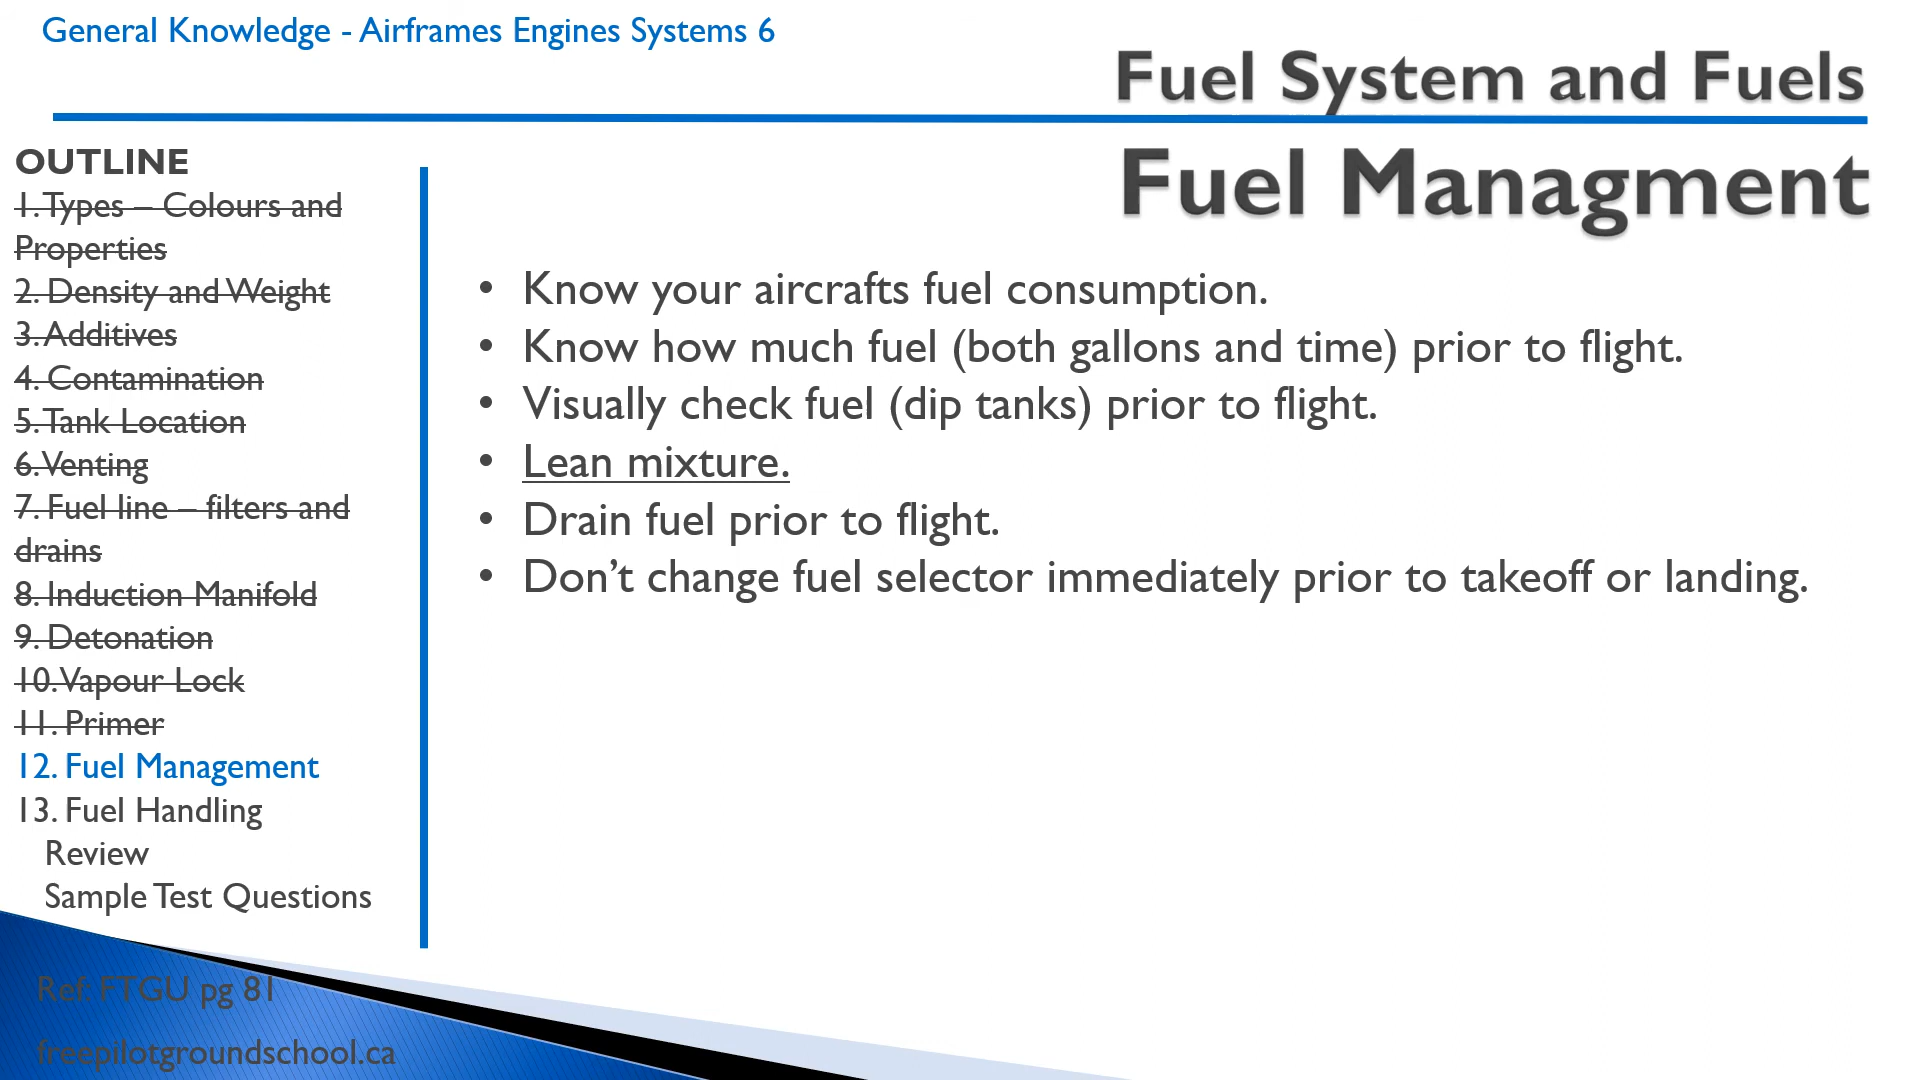 General Knowledge - Airframes Engines Systems 6
Fuel System and Fuels
Fuel Managment
OUTLINE
1. Types – Colours and
Properties
2. Density and Weight
3. Additives
4. Contamination
5. Tank Location
6. Venting
7. Fuel line – filters and
drains
8. Induction Manifold
9. Detonation
10. Vapour Lock
11. Primer
12. Fuel Management
13. Fuel Handling
Review
Sample Test Questions
• Know your aircrafts fuel consumption.
• Know how much fuel (both gallons and time) prior to flight.
• Visually check fuel (dip tanks) prior to flight.
• Lean mixture.
• Drain fuel prior to flight.
• Don’t change fuel selector immediately prior to takeoff or landing.
Ref: FTGU pg 81
freepilotgroundschool.ca